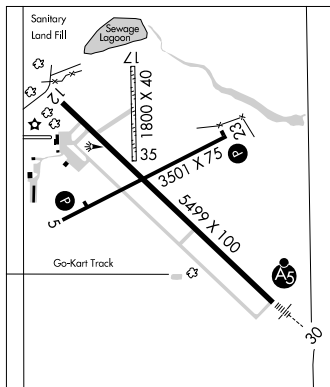 Sanitary
Land Fill
Sewage
Lagoon
17
12
1800 X 40
35
23
P
3501 X 75
P
5
5499 X 100
Go-Kart Track
A5
30